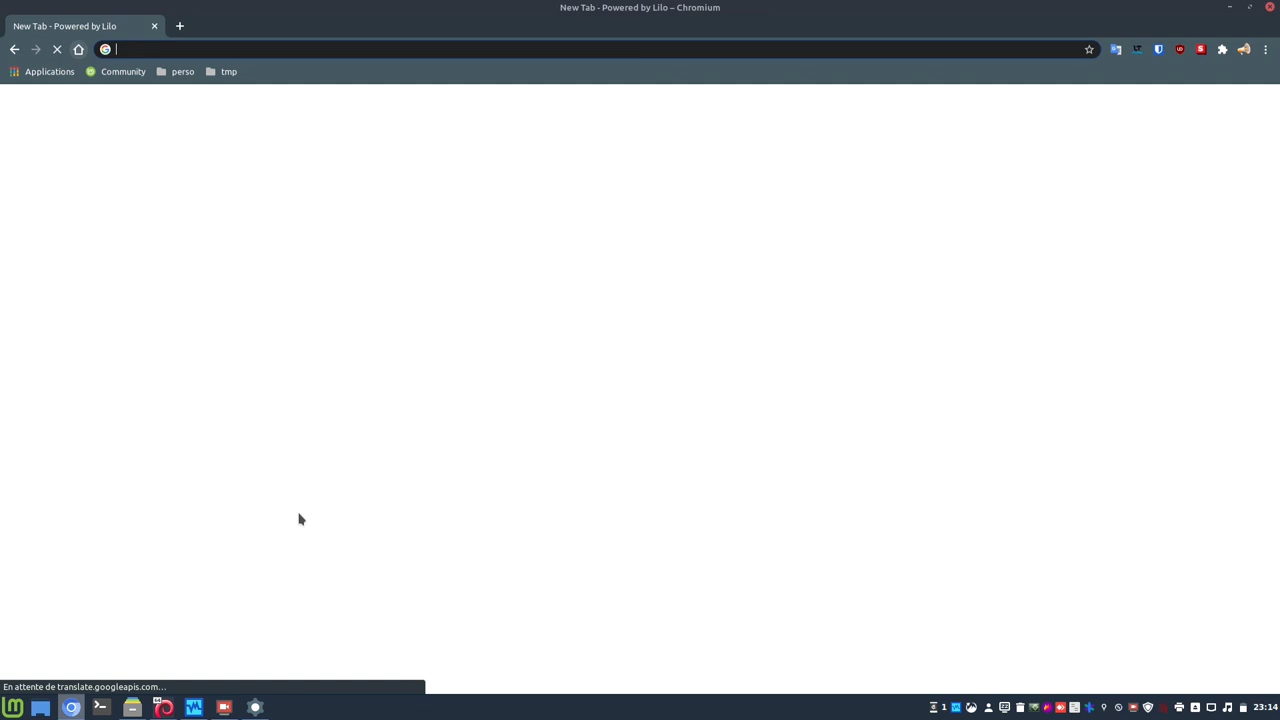 New Tab - Powered by Lilo – Chromium
New Tab - Powered by Lilo
Applications Community perso tmp
En attente de translate.googleapis.com…
1 23:14